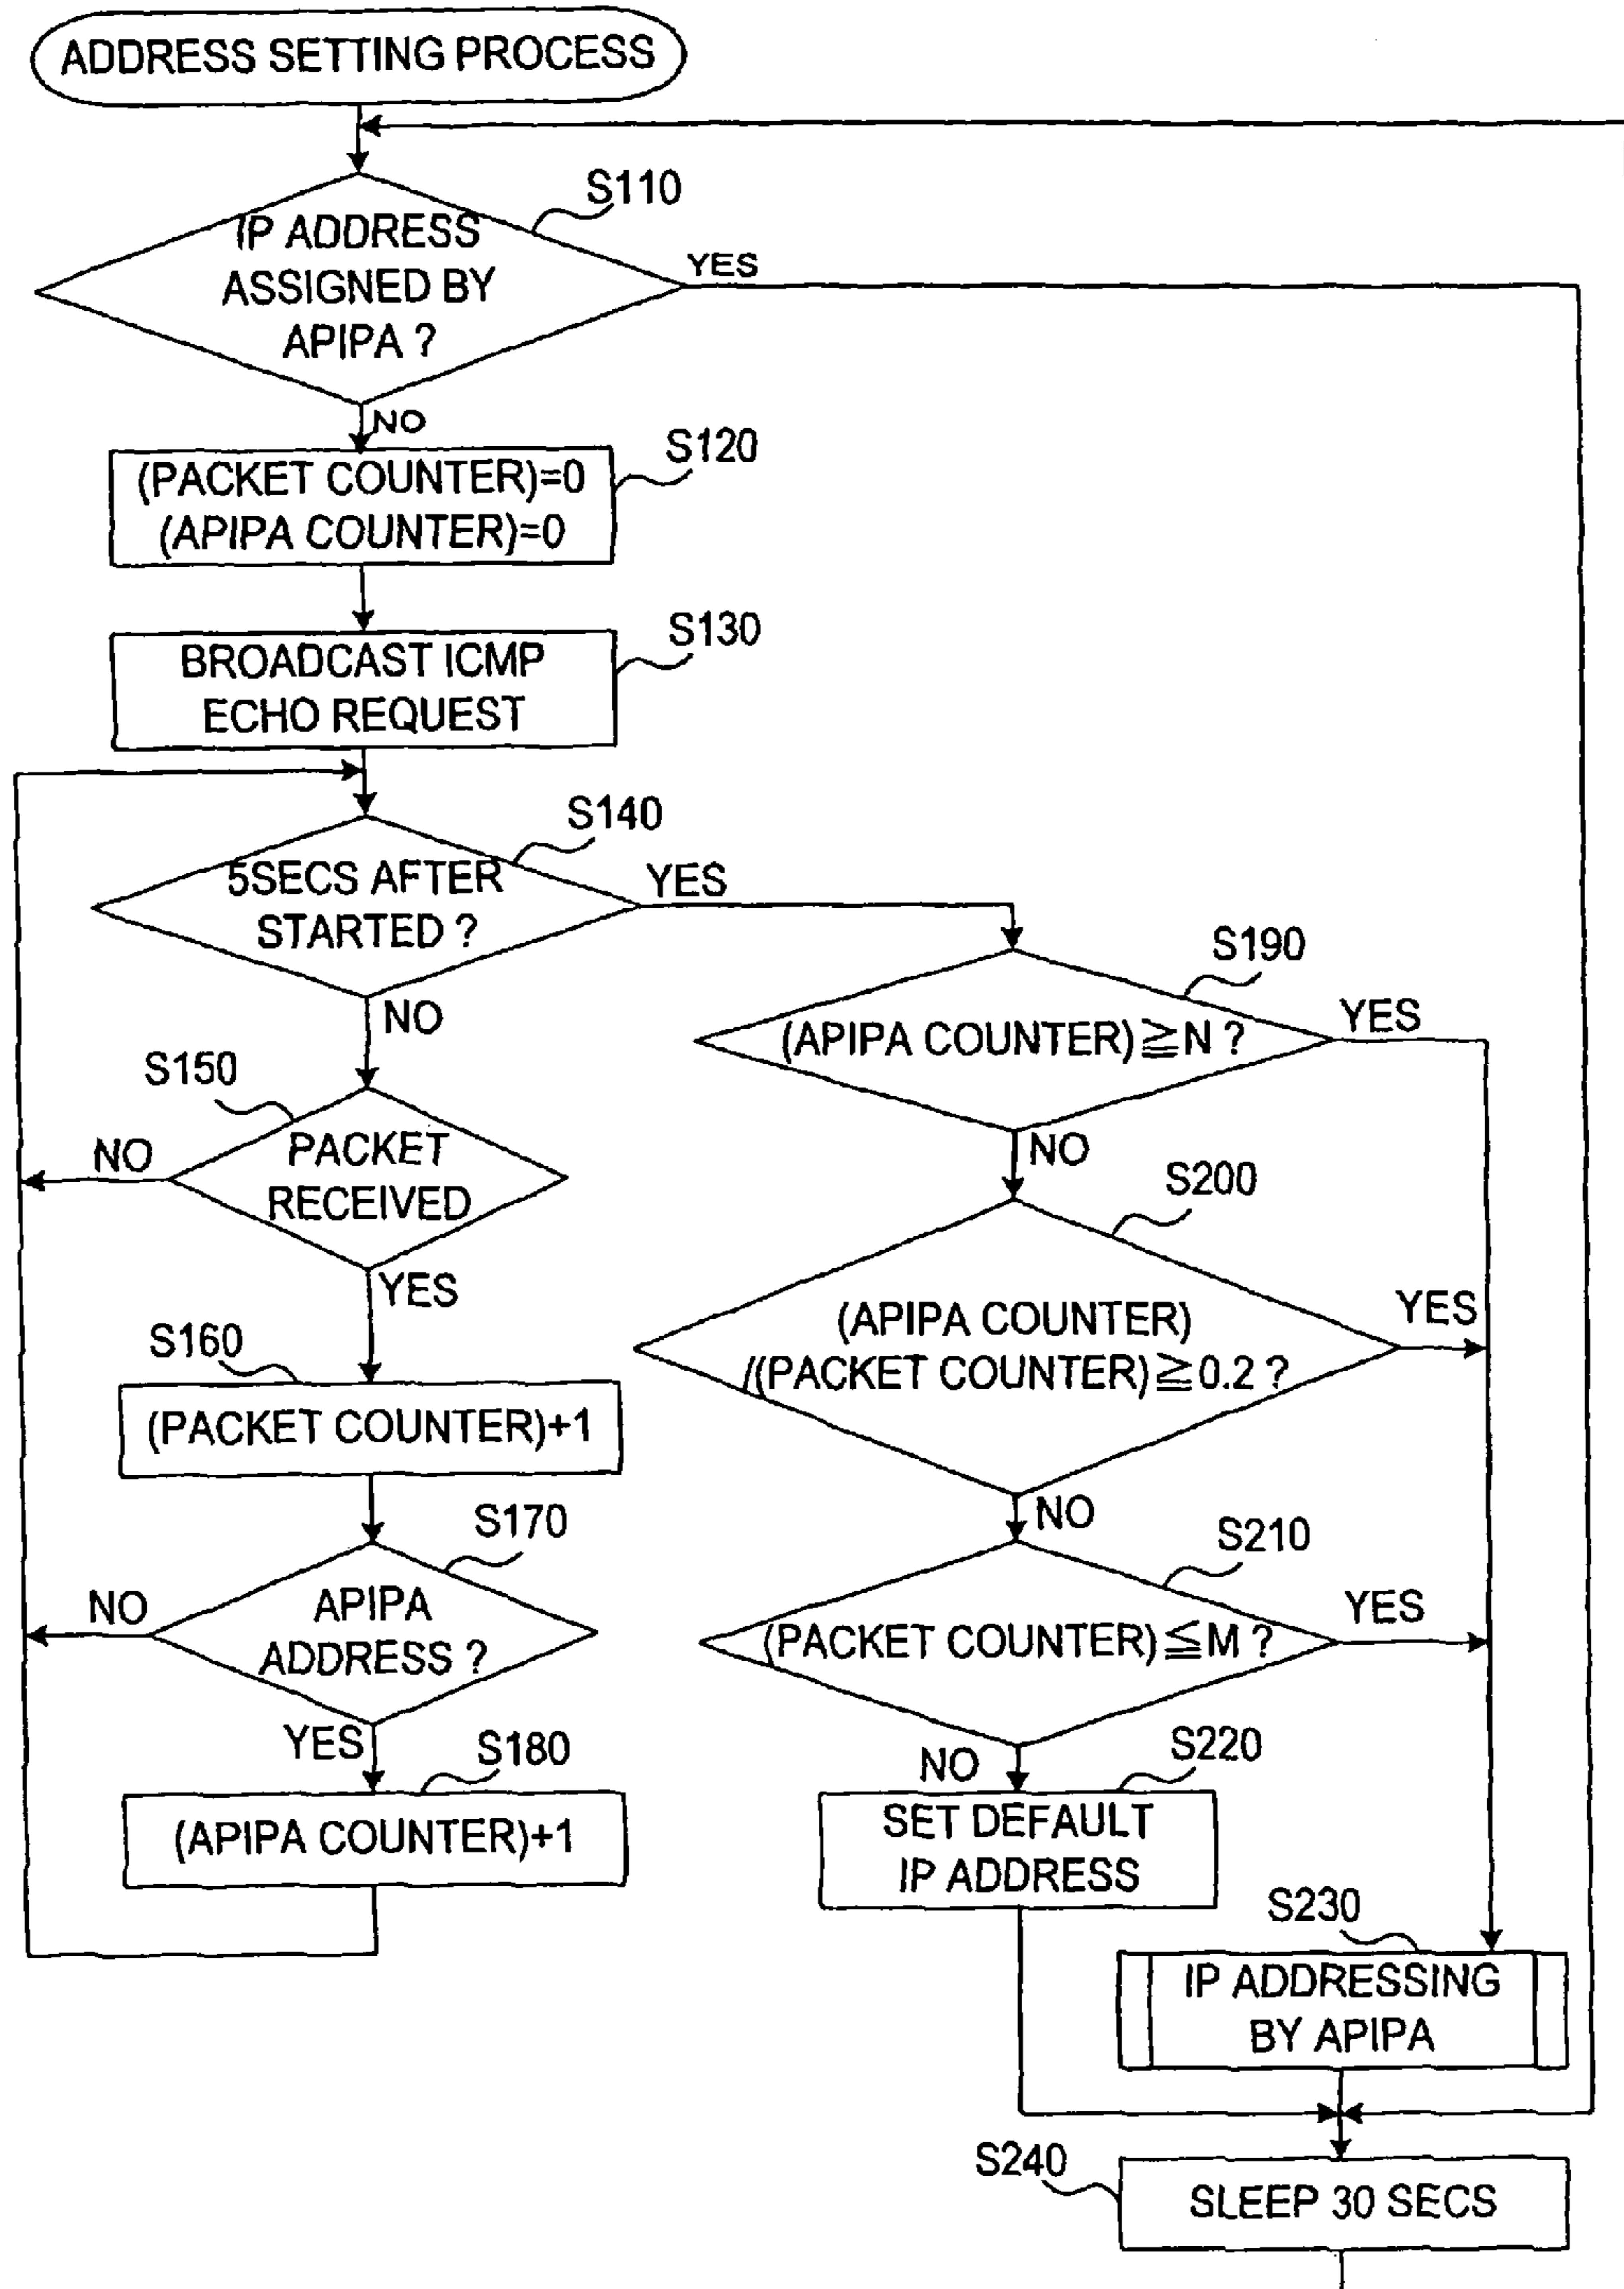 ADDRESS SETTING PROCESS
S110
IP ADDRESS
ASSIGNED BY
APIPA ?
YES
NO
S120
(PACKET COUNTER)=0
(APIPA COUNTER)=0
S130
BROADCAST ICMP
ECHO REQUEST
S140
5SECS AFTER
STARTED ?
YES
NO
S150
PACKET
RECEIVED
NO
YES
S160
(PACKET COUNTER)+1
S170
APIPA
ADDRESS ?
NO
YES
S180
(APIPA COUNTER)+1
S190
(APIPA COUNTER)≧N ?
YES
NO
S200
(APIPA COUNTER)
/(PACKET COUNTER)≧0.2 ?
YES
NO
S210
(PACKET COUNTER)≦M ?
YES
NO
S220
SET DEFAULT
IP ADDRESS
S230
IP ADDRESSING
BY APIPA
S240
SLEEP 30 SECS